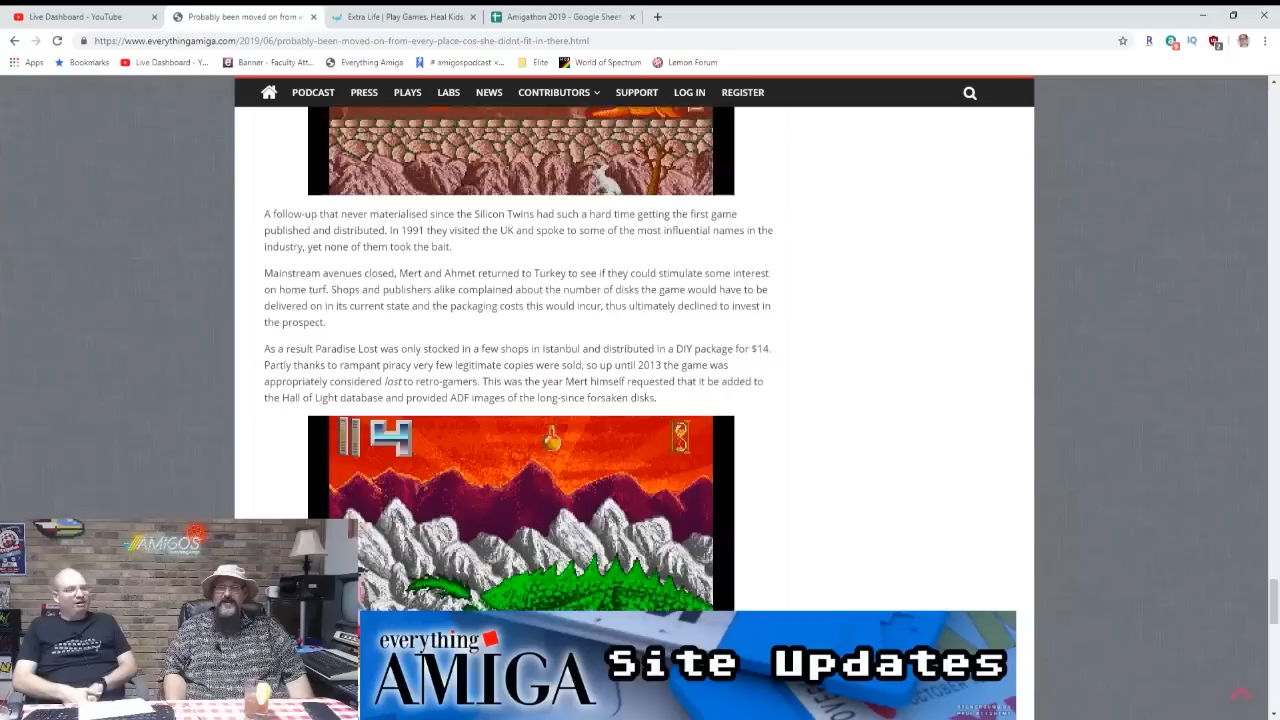 Live Dashboard - YouTube
Probably been moved on from e
Extra Life | Play Games. Heal Kids.
Amigathon 2019 - Google Sheet
https://www.everythingamiga.com/2019/06/probably-been-moved-on-from-every-place-cos-she-didnt-fit-in-there.html
Apps Bookmarks Live Dashboard - Y... Banner - Faculty Att... Everything Amiga # amigospodcast ×... Elite World of Spectrum Lemon Forum
PODCAST PRESS PLAYS LABS NEWS CONTRIBUTORS SUPPORT LOG IN REGISTER
A follow-up that never materialised since the Silicon Twins had such a hard time getting the first game
published and distributed. In 1991 they visited the UK and spoke to some of the most influential names in the
industry, yet none of them took the bait.
Mainstream avenues closed, Mert and Ahmet returned to Turkey to see if they could stimulate some interest
on home turf. Shops and publishers alike complained about the number of disks the game would have to be
delivered on in its current state and the packaging costs this would incur, thus ultimately declined to invest in
the prospect.
As a result Paradise Lost was only stocked in a few shops in Istanbul and distributed in a DIY package for $14.
Partly thanks to rampant piracy very few legitimate copies were sold, so up until 2013 the game was
appropriately considered lost to retro-gamers. This was the year Mert himself requested that it be added to
the Hall of Light database and provided ADF images of the long-since forsaken disks.
AMIGOS
everything
AMIGA
Site Updates
OCTOBER